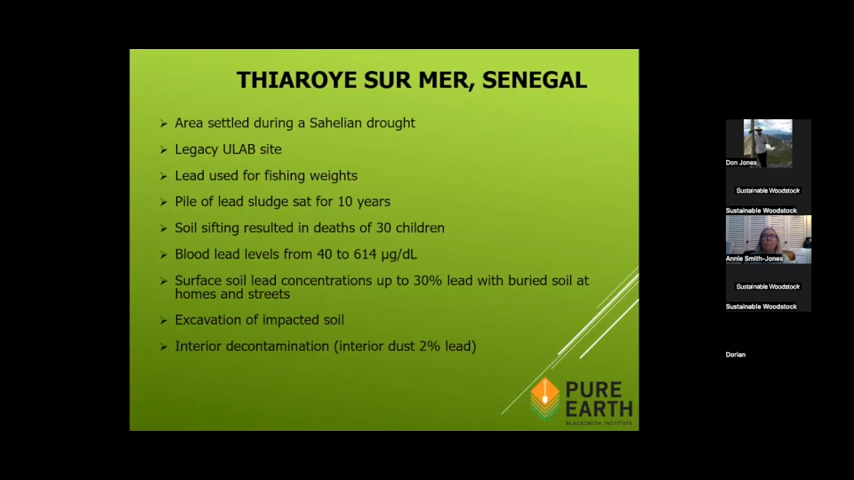 THIAROYE SUR MER, SENEGAL
Area settled during a Sahelian drought
Legacy ULAB site
Lead used for fishing weights
Pile of lead sludge sat for 10 years
Soil sifting resulted in deaths of 30 children
Blood lead levels from 40 to 614 µg/dL
Surface soil lead concentrations up to 30% lead with buried soil at
homes and streets
Excavation of impacted soil
Interior decontamination (interior dust 2% lead)
PURE
EARTH
BLACKSMITH INSTITUTE
Don Jones
Sustainable Woodstock
Sustainable Woodstock
Annie Smith-Jones
Sustainable Woodstock
Sustainable Woodstock
Dorian